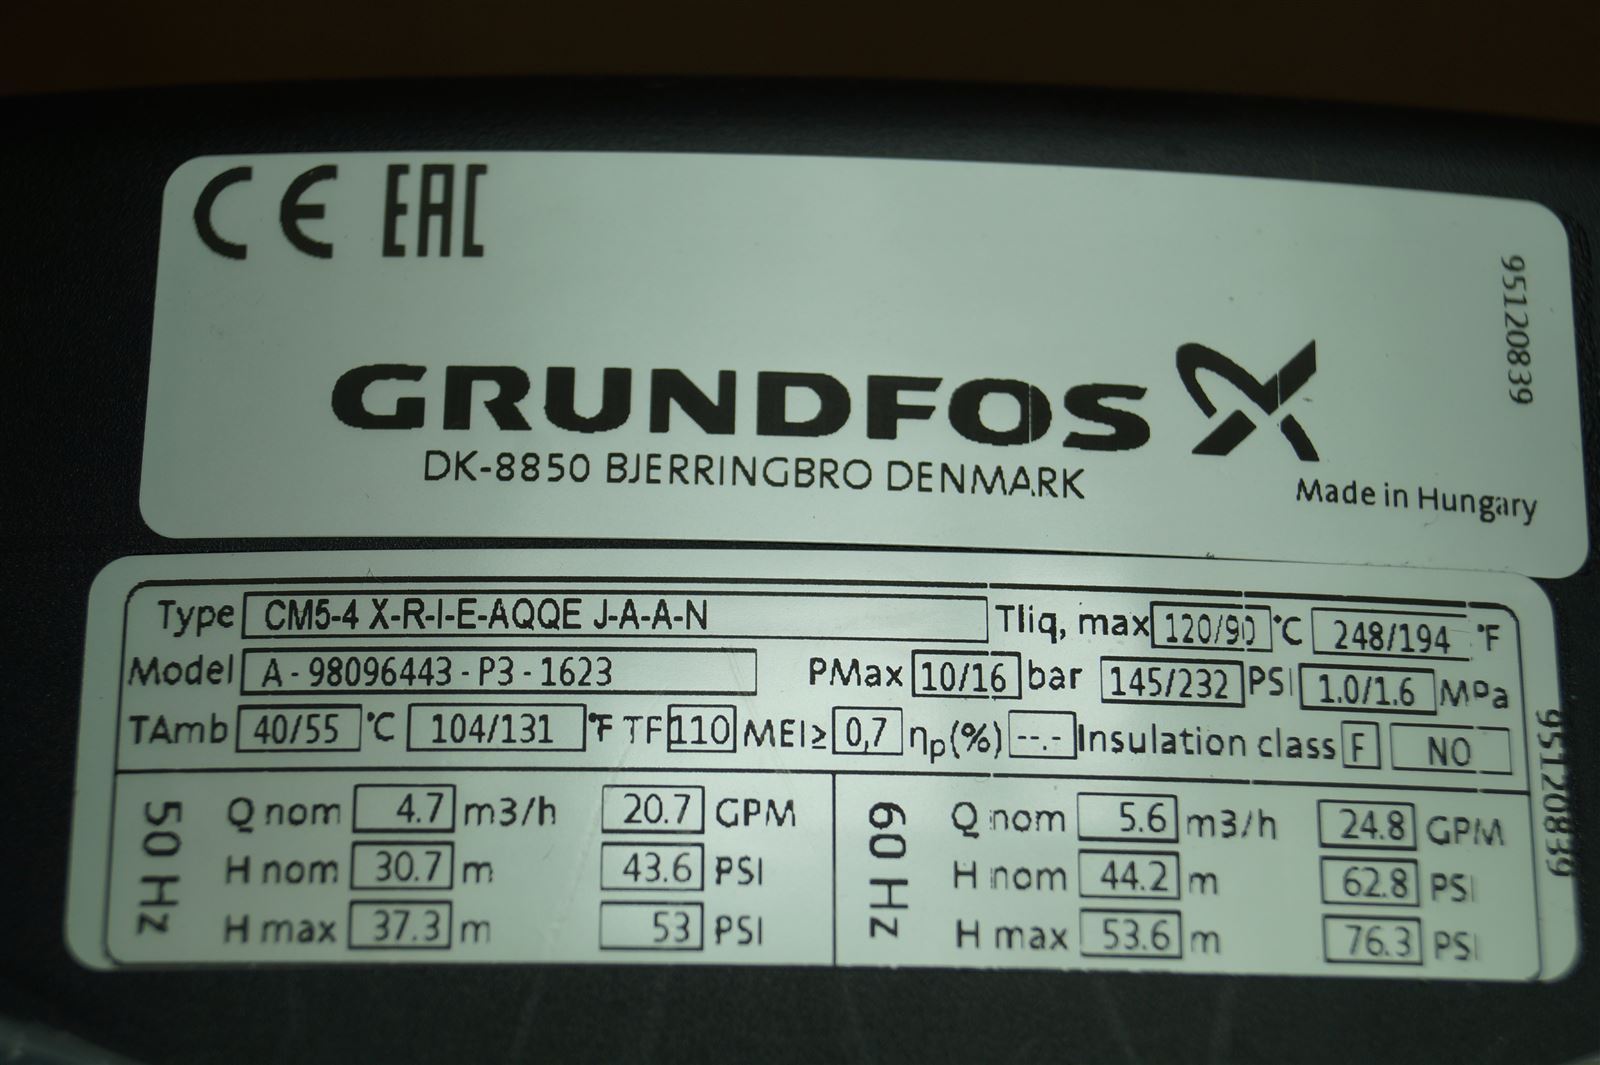 CE EAC
95120839
GRUNDFOS
DK-8850 BJERRINGBRO DENMARK
Made in Hungary
Type CM5-4 X-R-I-E-AQQE J-A-A-N Tliq, max 120/90 °C 248/194 °F
Model A - 98096443 - P3 - 1623 PMax 10/16 bar 145/232 PSI 1.0/1.6 MPa
TAmb 40/55 °C 104/131 °F TF 110 MEI≥ 0,7 ηp(%) --.- Insulation class F NO
95120839
50 Hz
Q nom 4.7 m3/h 20.7 GPM
H nom 30.7 m 43.6 PSI
H max 37.3 m 53 PSI
60 Hz
Q nom 5.6 m3/h 24.8 GPM
H nom 44.2 m 62.8 PSI
H max 53.6 m 76.3 PSI